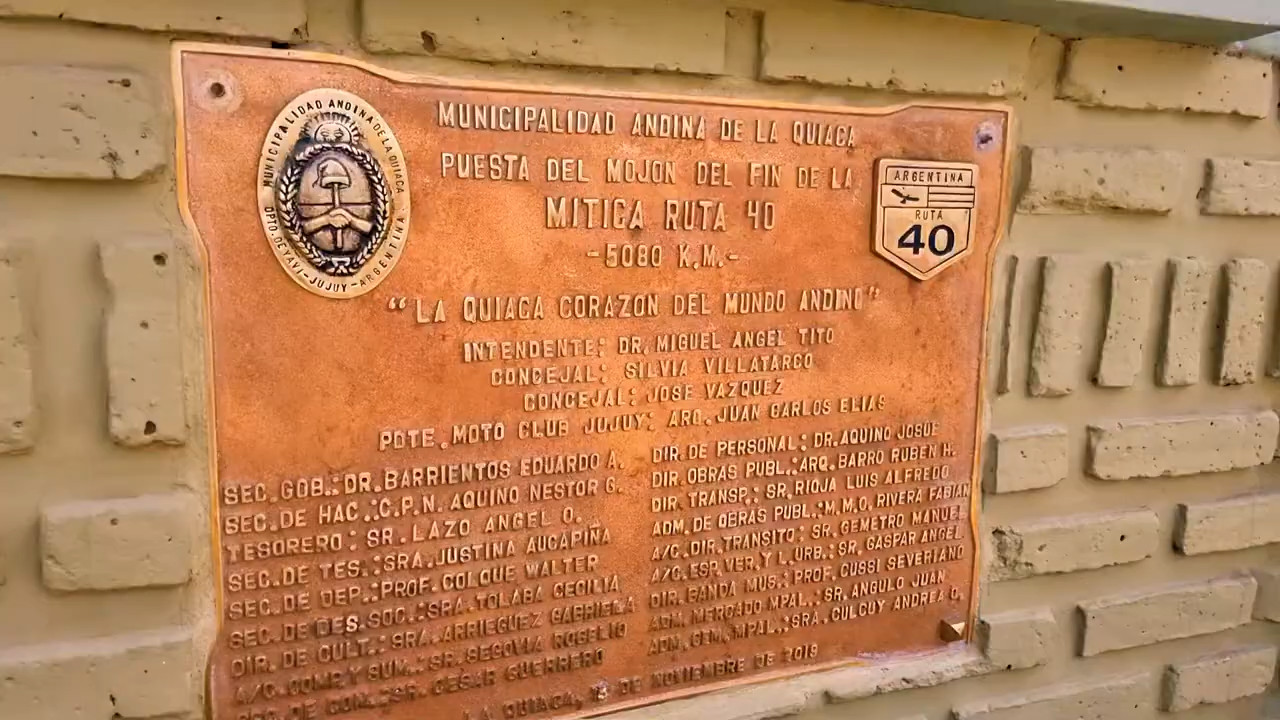 MUNICIPALIDAD ANDINA DE LA QUIACA
DPTO. DE YAVI - JUJUY - ARGENTINA
MUNICIPALIDAD ANDINA DE LA QUIACA
PUESTA DEL MOJON DEL FIN DE LA
MITICA RUTA 40
-5080 K.M.-
ARGENTINA
RUTA
40
"LA QUIACA CORAZON DEL MUNDO ANDINO"
INTENDENTE: DR. MIGUEL ANGEL TITO
CONCEJAL: SILVIA VILLATARCO
CONCEJAL: JOSE VAZQUEZ
PDTE. MOTO CLUB JUJUY: ARQ. JUAN CARLOS ELIAS
SEC. GOB.: DR. BARRIENTOS EDUARDO A.
SEC. DE HAC.: C.P.N. AQUINO NESTOR G.
TESORERO: SR. LAZO ANGEL O.
SEC. DE TES.: SRA. JUSTINA AUCAPIÑA
SEC. DE DEP.: PROF. COLQUE WALTER
SEC. DE DES. SOC.: SRA. TOLABA CECILIA
DIR. DE CULT.: SRA. ARRIEGUEZ GABRIELA
A/C. COMP. Y SUM.: SR. SEGOVIA ROGELIO
DE COM.: SR. CESAR GUERRERO
DIR. DE PERSONAL: DR. AQUINO JOSUE
DIR. OBRAS PUBL.: ARQ. BARRO RUBEN H.
DIR. TRANSP.: SR. RIOJA LUIS ALFREDO
ADM. DE OBRAS PUBL.: M.M.O. RIVERA FABIAN
A/C. DIR. TRANSITO: SR. GEMETRO MANUEL
A/C. ESP. VER. Y L. URB.: SR. GASPAR ANGEL
DIR. BANDA MUS.: PROF. CUSSI SEVERIANO
ADM. MERCADO MPAL.: SR. ANGULO JUAN
ADM. CEM. MPAL.: SRA. CULCUY ANDREA O.
LA QUIACA, DE NOVIEMBRE DE 2019